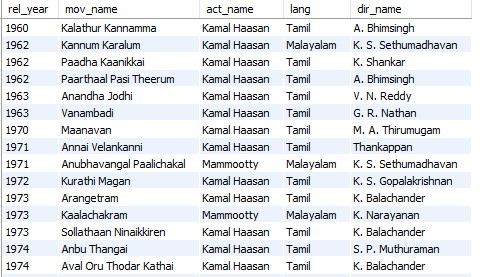 rel_year mov_name act_name lang dir_name
1960 Kalathur Kannamma Kamal Haasan Tamil A. Bhimsingh
1962 Kannum Karalum Kamal Haasan Malayalam K. S. Sethumadhavan
1962 Paadha Kaanikkai Kamal Haasan Tamil K. Shankar
1962 Paarthaal Pasi Theerum Kamal Haasan Tamil A. Bhimsingh
1963 Anandha Jodhi Kamal Haasan Tamil V. N. Reddy
1963 Vanambadi Kamal Haasan Tamil G. R. Nathan
1970 Maanavan Kamal Haasan Tamil M. A. Thirumugam
1971 Annai Velankanni Kamal Haasan Tamil Thankappan
1971 Anubhavangal Paalichakal Mammootty Malayalam K. S. Sethumadhavan
1972 Kurathi Magan Kamal Haasan Tamil K. S. Gopalakrishnan
1973 Arangetram Kamal Haasan Tamil K. Balachander
1973 Kaalachakram Mammootty Malayalam K. Narayanan
1973 Sollathaan Ninaikkiren Kamal Haasan Tamil K. Balachander
1974 Anbu Thangai Kamal Haasan Tamil S. P. Muthuraman
1974 Aval Oru Thodar Kathai Kamal Haasan Tamil K. Balachander